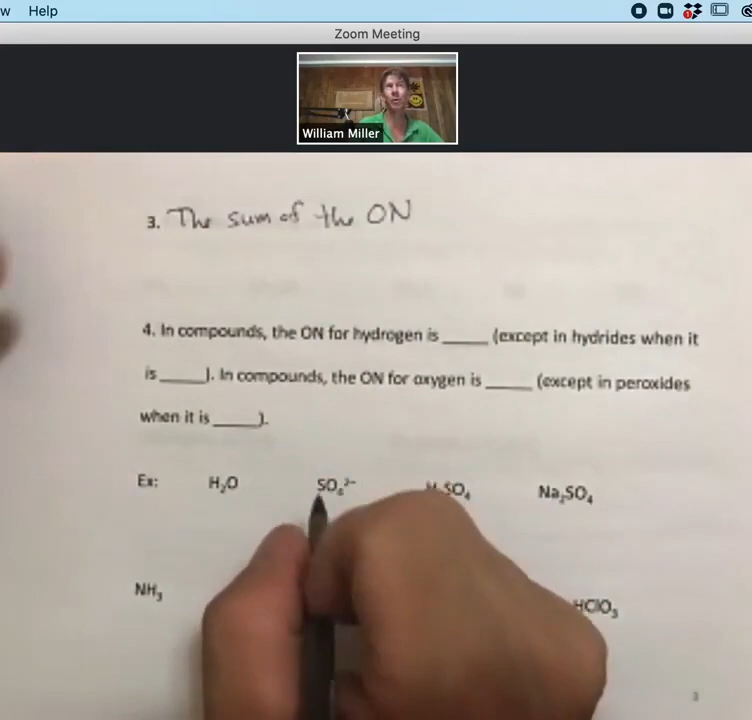 w Help
Zoom Meeting
William Miller
3. The sum of the ON
4. In compounds, the ON for hydrogen is _____ (except in hydrides when it
is _____). In compounds, the ON for oxygen is _____ (except in peroxides
when it is _____).
Ex: H₂O SO₄²⁻ SO₄ Na₂SO₄
NH₃ HClO₃
3